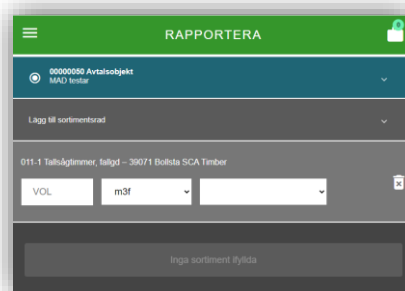 RAPPORTERA
00000050 Avtalsobjekt
MAD testar
Lägg till sortimentsrad
011-1 Tallsågtimmer, fallgd – 39071 Bollsta SCA Timber
VOL
m3f
Inga sortiment ifyllda